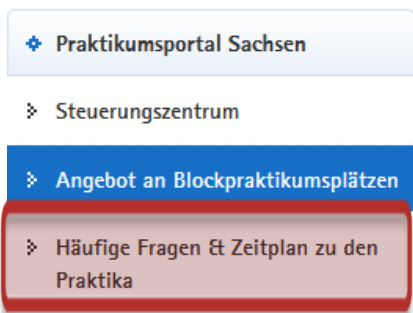 Praktikumsportal Sachsen
Steuerungszentrum
Angebot an Blockpraktikumsplätzen
Häufige Fragen & Zeitplan zu den
Praktika